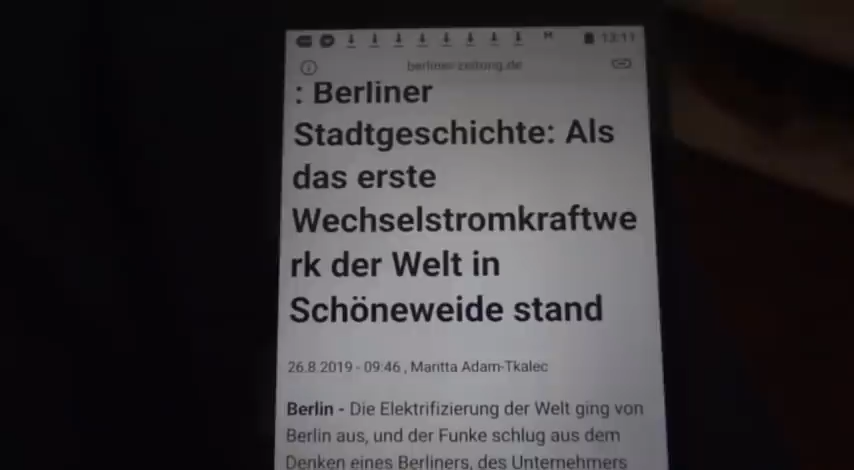 13:11
berliner-zeitung.de
: Berliner
Stadtgeschichte: Als
das erste
Wechselstromkraftwe
rk der Welt in
Schöneweide stand
26.8.2019 - 09:46 , Maritta Adam-Tkalec
Berlin - Die Elektrifizierung der Welt ging von
Berlin aus, und der Funke schlug aus dem
Denken eines Berliners, des Unternehmers